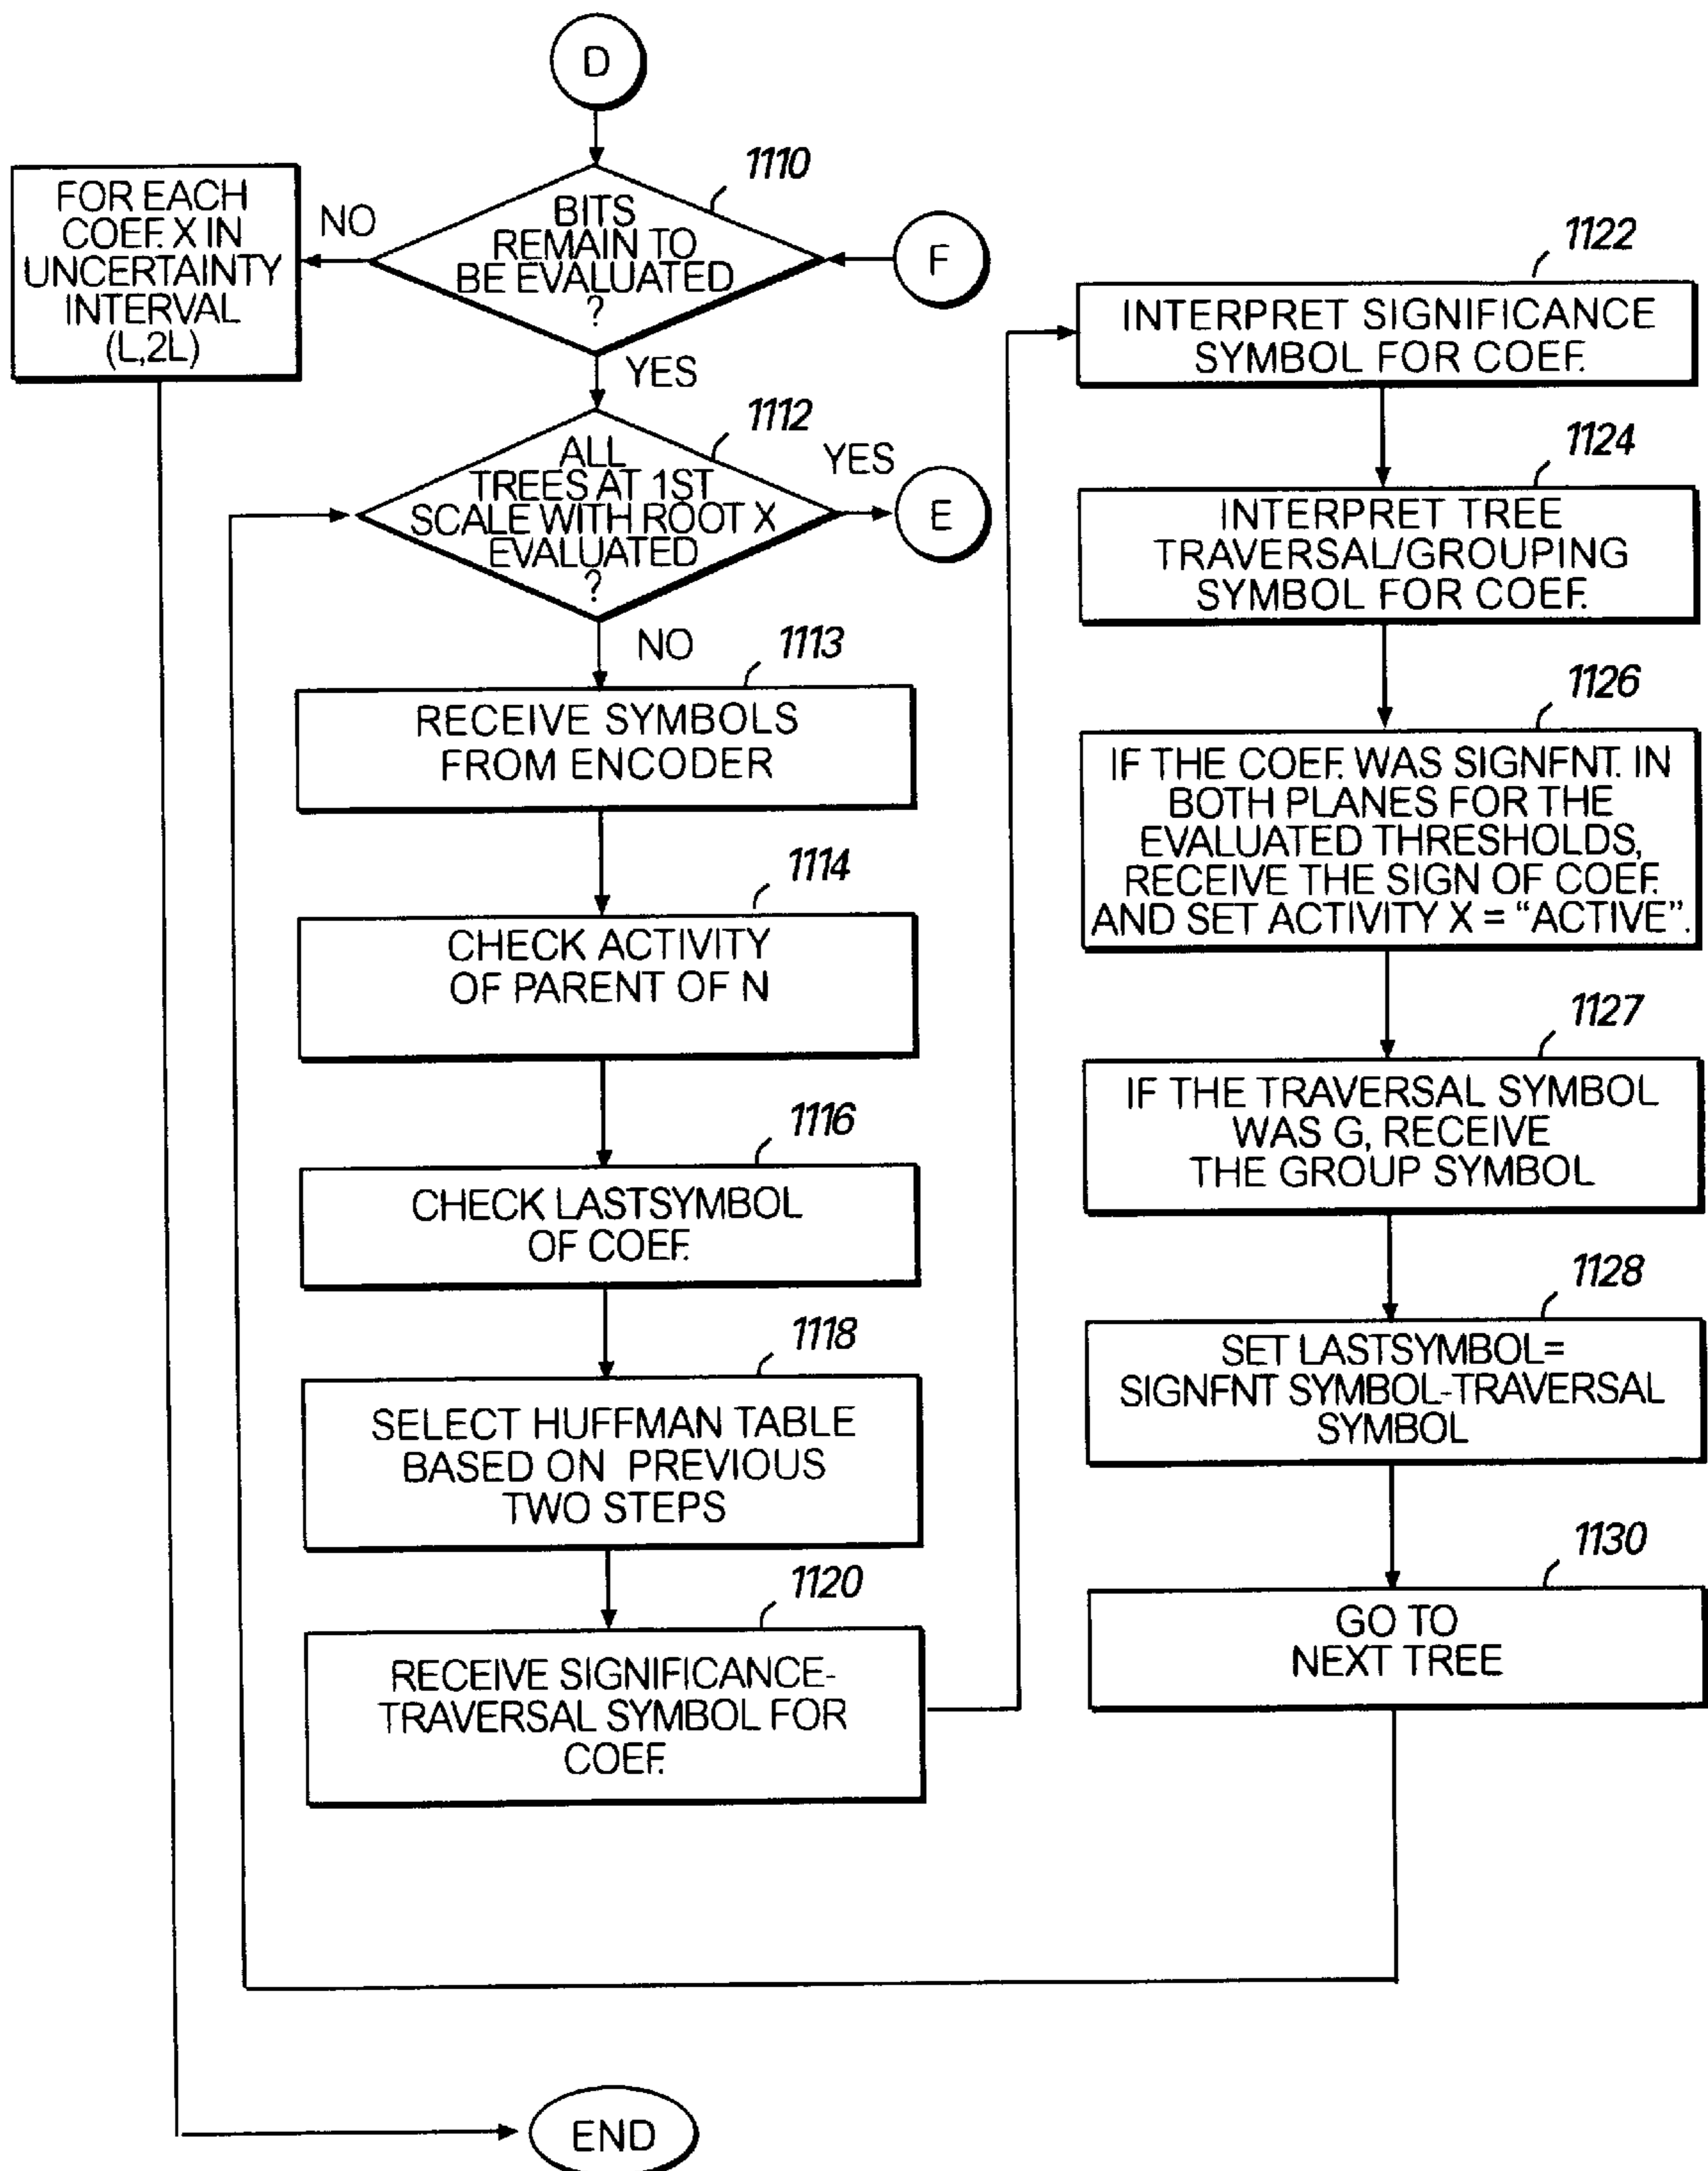 D
1110
BITS
REMAIN TO
BE EVALUATED
?
NO
FOR EACH
COEF. X IN
UNCERTAINTY
INTERVAL
(L,2L)
F
YES
1112
ALL
TREES AT 1ST
SCALE WITH ROOT X
EVALUATED
?
YES
E
NO
1113
RECEIVE SYMBOLS
FROM ENCODER
1114
CHECK ACTIVITY
OF PARENT OF N
1116
CHECK LASTSYMBOL
OF COEF.
1118
SELECT HUFFMAN TABLE
BASED ON PREVIOUS
TWO STEPS
1120
RECEIVE SIGNIFICANCE-
TRAVERSAL SYMBOL FOR
COEF.
1122
INTERPRET SIGNIFICANCE
SYMBOL FOR COEF.
1124
INTERPRET TREE
TRAVERSAL/GROUPING
SYMBOL FOR COEF.
1126
IF THE COEF. WAS SIGNFNT. IN
BOTH PLANES FOR THE
EVALUATED THRESHOLDS,
RECEIVE THE SIGN OF COEF.
AND SET ACTIVITY X = “ACTIVE”.
1127
IF THE TRAVERSAL SYMBOL
WAS G, RECEIVE
THE GROUP SYMBOL
1128
SET LASTSYMBOL=
SIGNFNT SYMBOL-TRAVERSAL
SYMBOL
1130
GO TO
NEXT TREE
END